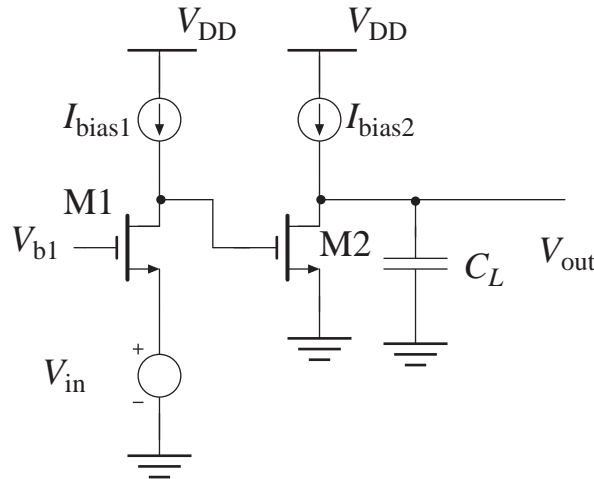 V_DD V_DD
I_bias1 I_bias2
M1
V_b1 M2 V_out
C_L
+
V_in
−